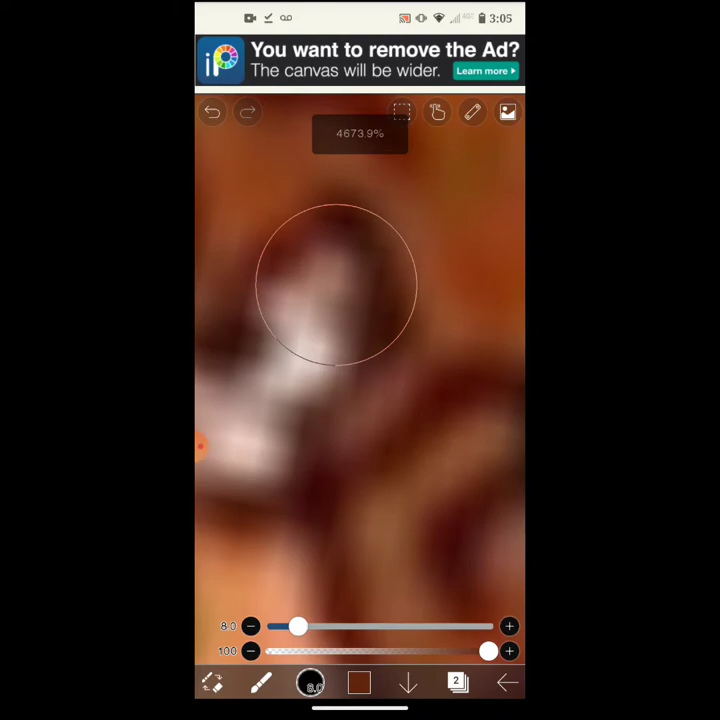 3:05
iP
You want to remove the Ad?
The canvas will be wider.
Learn more
4673.9%
8.0
100
8.0
2